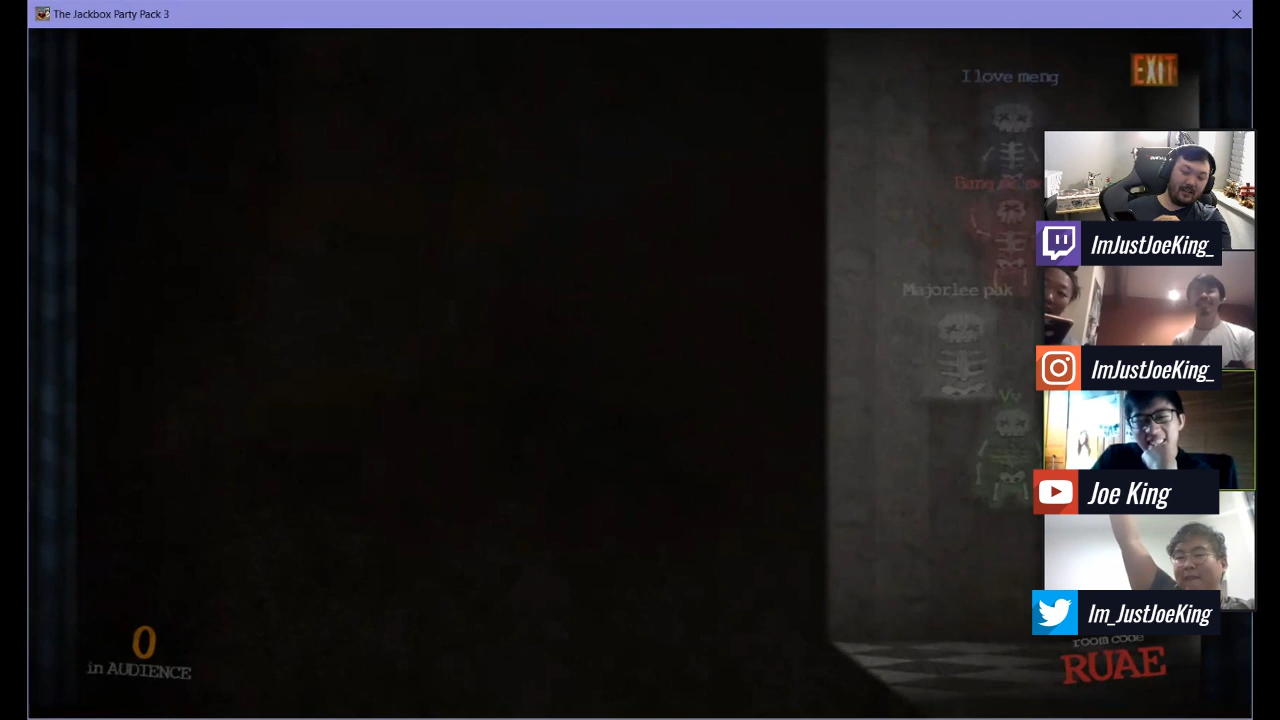 The Jackbox Party Pack 3
I love meng
EXIT
ImJustJoeKing_
Majorlee pak
ImJustJoeKing_
Vv
Joe King
Im_JustJoeKing
0
in AUDIENCE
room code
RUAE